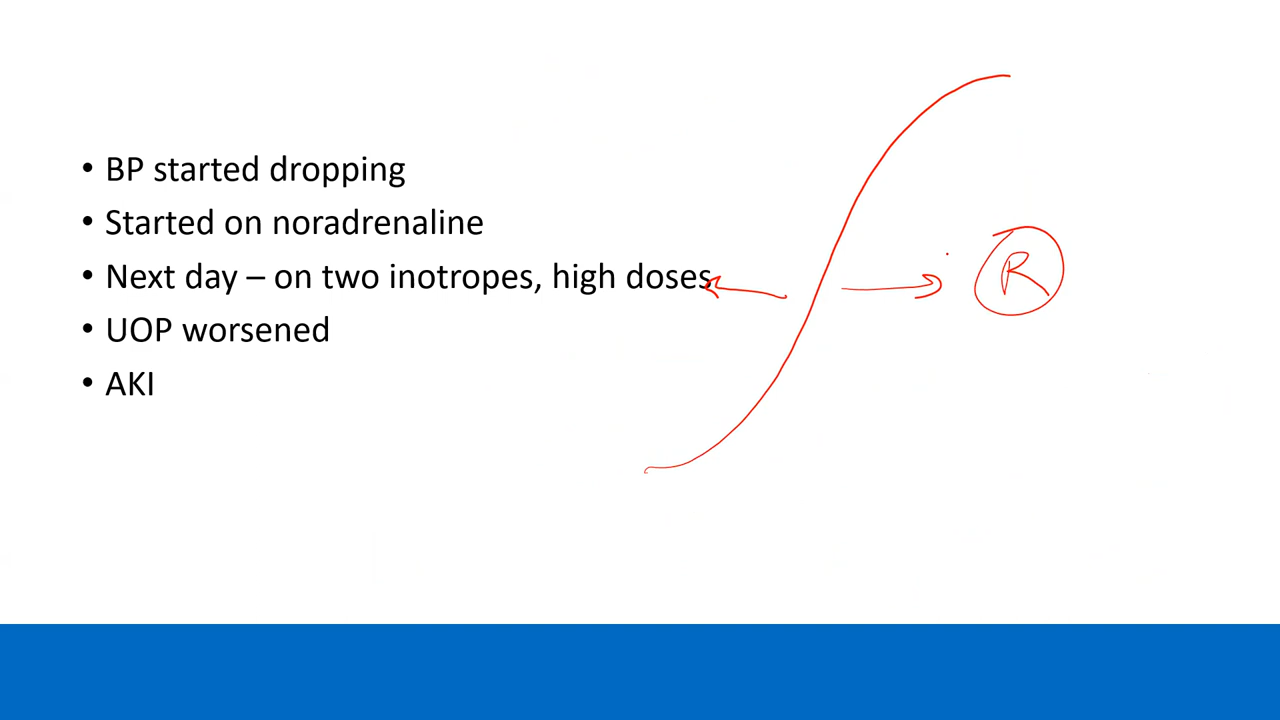 • BP started dropping
• Started on noradrenaline
• Next day – on two inotropes, high doses
R
• UOP worsened
• AKI